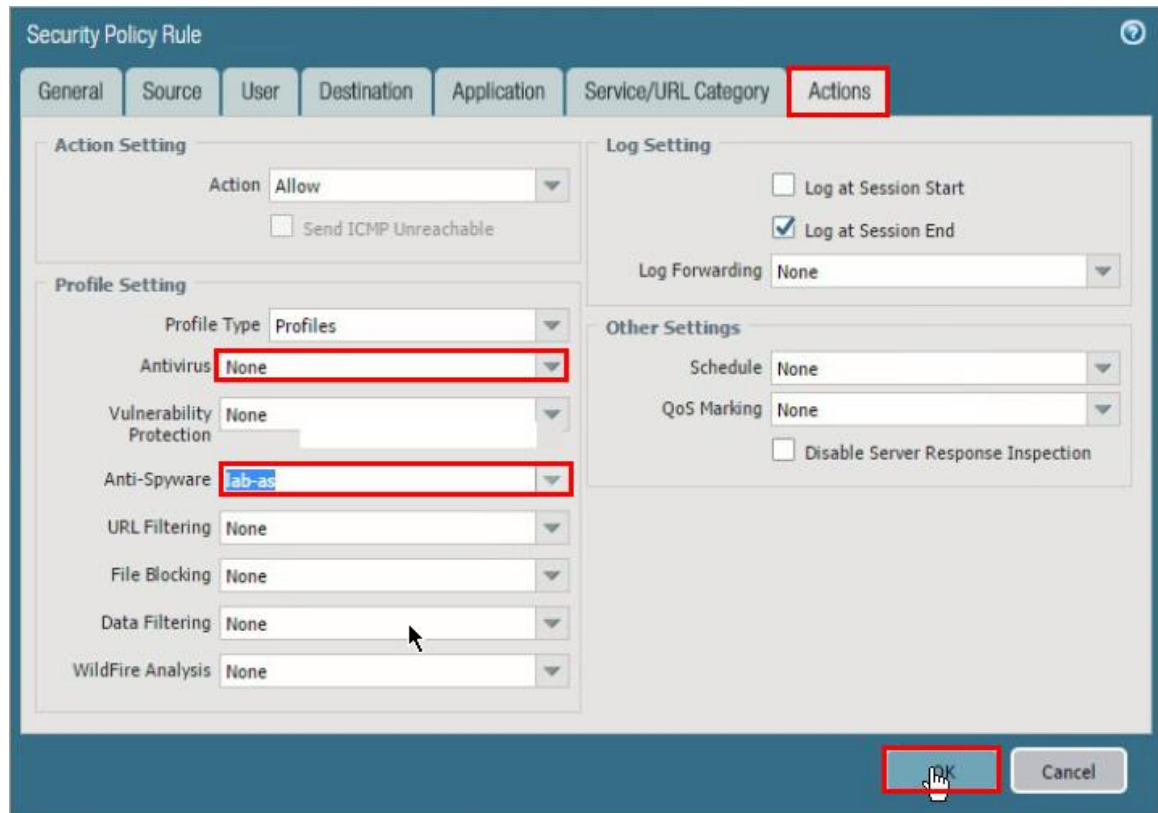 Security Policy Rule
General Source User Destination Application Service/URL Category Actions
Action Setting
Action Allow
Send ICMP Unreachable
Profile Setting
Profile Type Profiles
Antivirus None
Vulnerability Protection None
Anti-Spyware lab-as
URL Filtering None
File Blocking None
Data Filtering None
WildFire Analysis None
Log Setting
Log at Session Start
Log at Session End
Log Forwarding None
Other Settings
Schedule None
QoS Marking None
Disable Server Response Inspection
OK Cancel